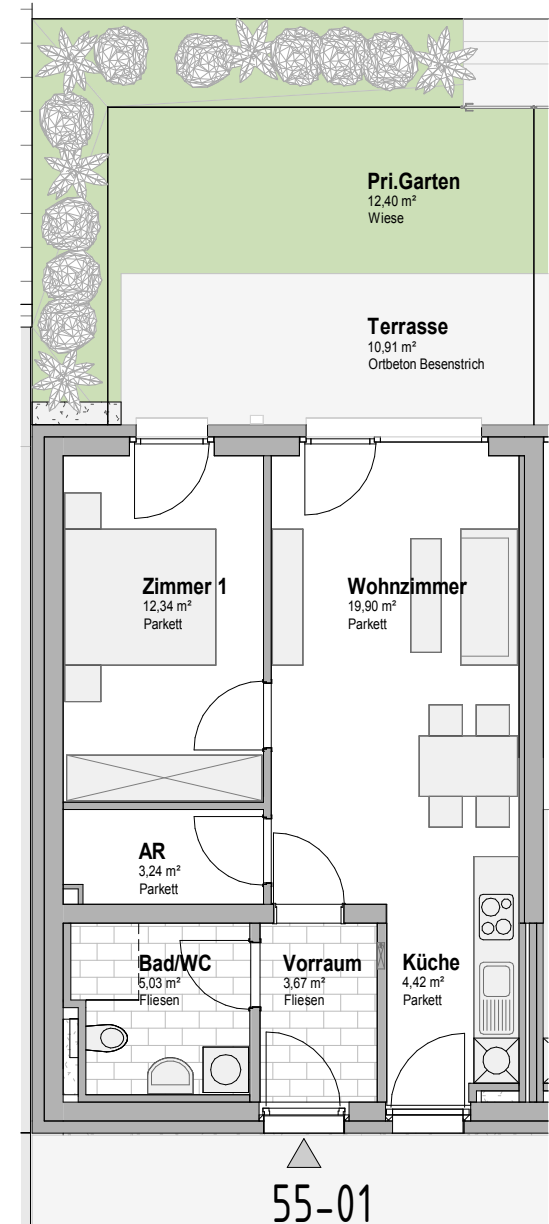 Pri.Garten
12,40 m²
Wiese
Terrasse
10,91 m²
Ortbeton Besenstrich
Zimmer 1
12,34 m²
Parkett
Wohnzimmer
19,90 m²
Parkett
AR
3,24 m²
Parkett
Bad/WC
5,03 m²
Fliesen
Vorraum
3,67 m²
Fliesen
Küche
4,42 m²
Parkett
55-01